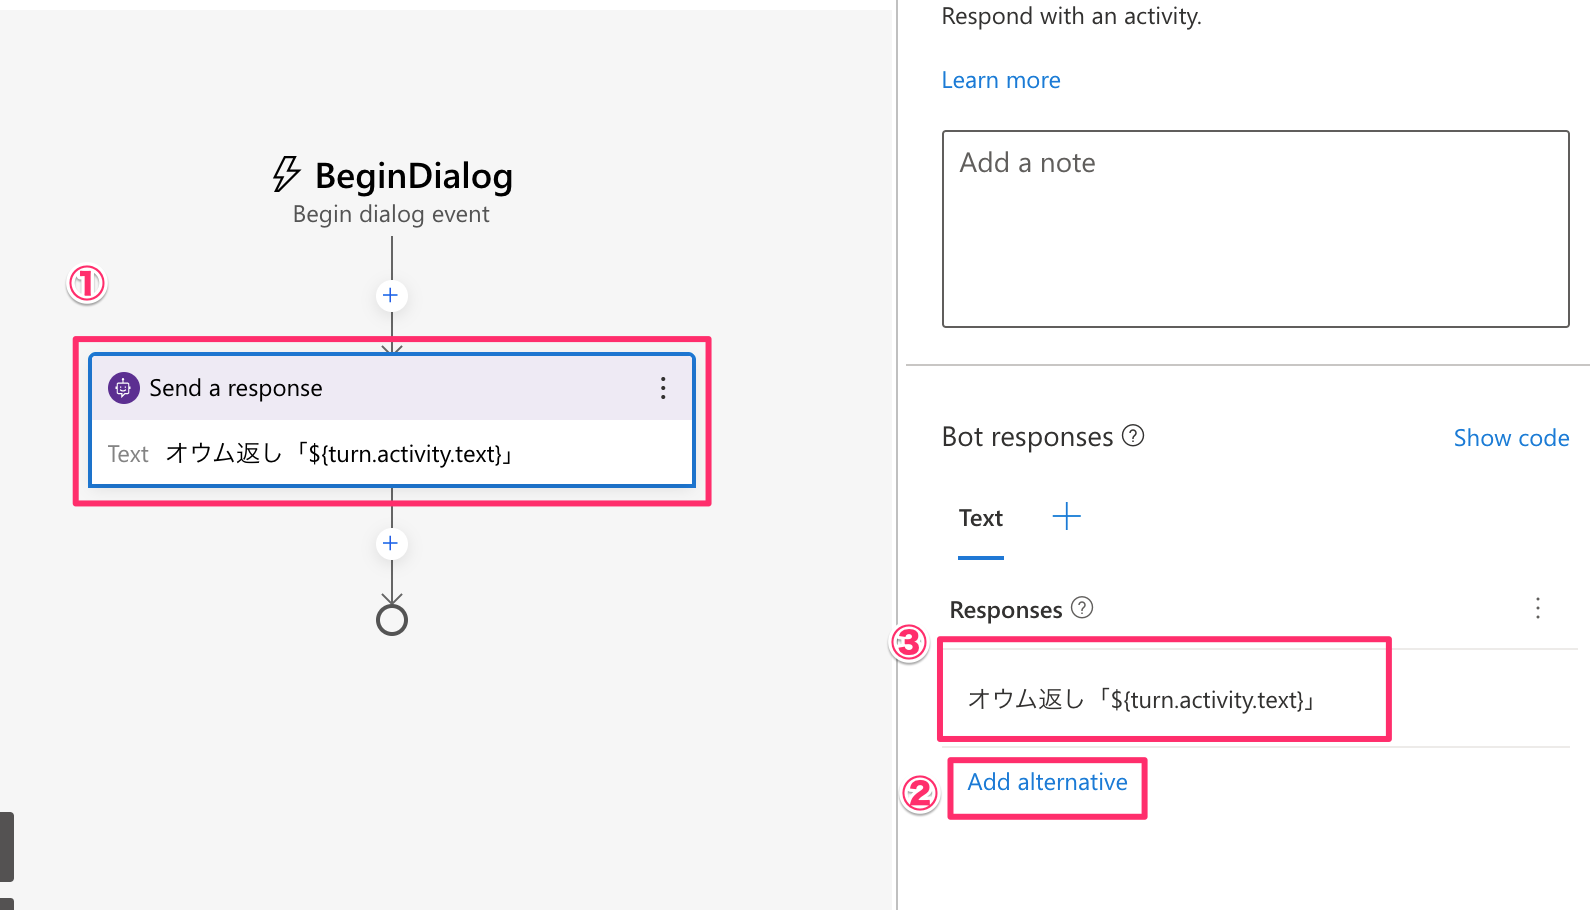 BeginDialog
Begin dialog event
①
Send a response
Text オウム返し「${turn.activity.text}」
Respond with an activity.
Learn more
Add a note
Bot responses ?
Show code
Text
Responses ?
③
オウム返し「${turn.activity.text}」
②
Add alternative